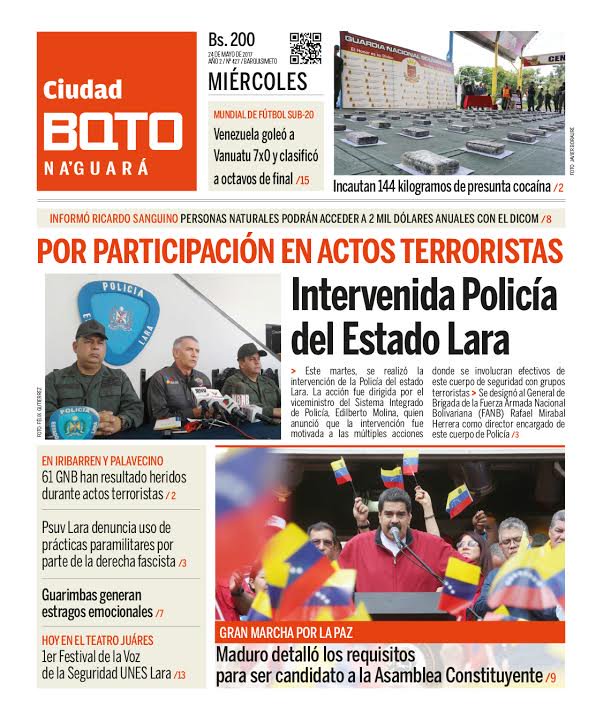 Ciudad
BQTO
NA'GUARÁ
Bs. 200
24 DE MAYO DE 2017
AÑO 2 / Nº 427 / BARQUISIMETO
MIÉRCOLES
MUNDIAL DE FÚTBOL SUB-20
Venezuela goleó a
Vanuatu 7x0 y clasificó
a octavos de final /15
GUARDIA NACIONAL
CEN
Incautan 144 kilogramos de presunta cocaína /2
INFORMÓ RICARDO SANGUINO PERSONAS NATURALES PODRÁN ACCEDER A 2 MIL DÓLARES ANUALES CON EL DICOM /8
POR PARTICIPACIÓN EN ACTOS TERRORISTAS
POLICIA
LARA
POLICIA
LARA
FOTO: FÉLIX GUTIÉRREZ
Intervenida Policía
del Estado Lara
> Este martes, se realizó la
intervención de la Policía del estado
Lara. La acción fue dirigida por el
viceministro del Sistema Integrado
de Policía, Edilberto Molina, quien
anunció que la intervención fue
motivada a las múltiples acciones
donde se involucran efectivos de
este cuerpo de seguridad con grupos
terroristas > Se designó al General de
Brigada de la Fuerza Armada Nacional
Bolivariana (FANB) Rafael Mirabal
Herrera como director encargado de
este cuerpo de Policía /3
EN IRIBARREN Y PALAVECINO
61 GNB han resultado heridos
durante actos terroristas /2
Psuv Lara denuncia uso de
prácticas paramilitares por
parte de la derecha fascista /3
Guarimbas generan
estragos emocionales /7
HOY EN EL TEATRO JUÁRES
1er Festival de la Voz
de la Seguridad UNES Lara /13
GRAN MARCHA POR LA PAZ
Maduro detalló los requisitos
para ser candidato a la Asamblea Constituyente /9